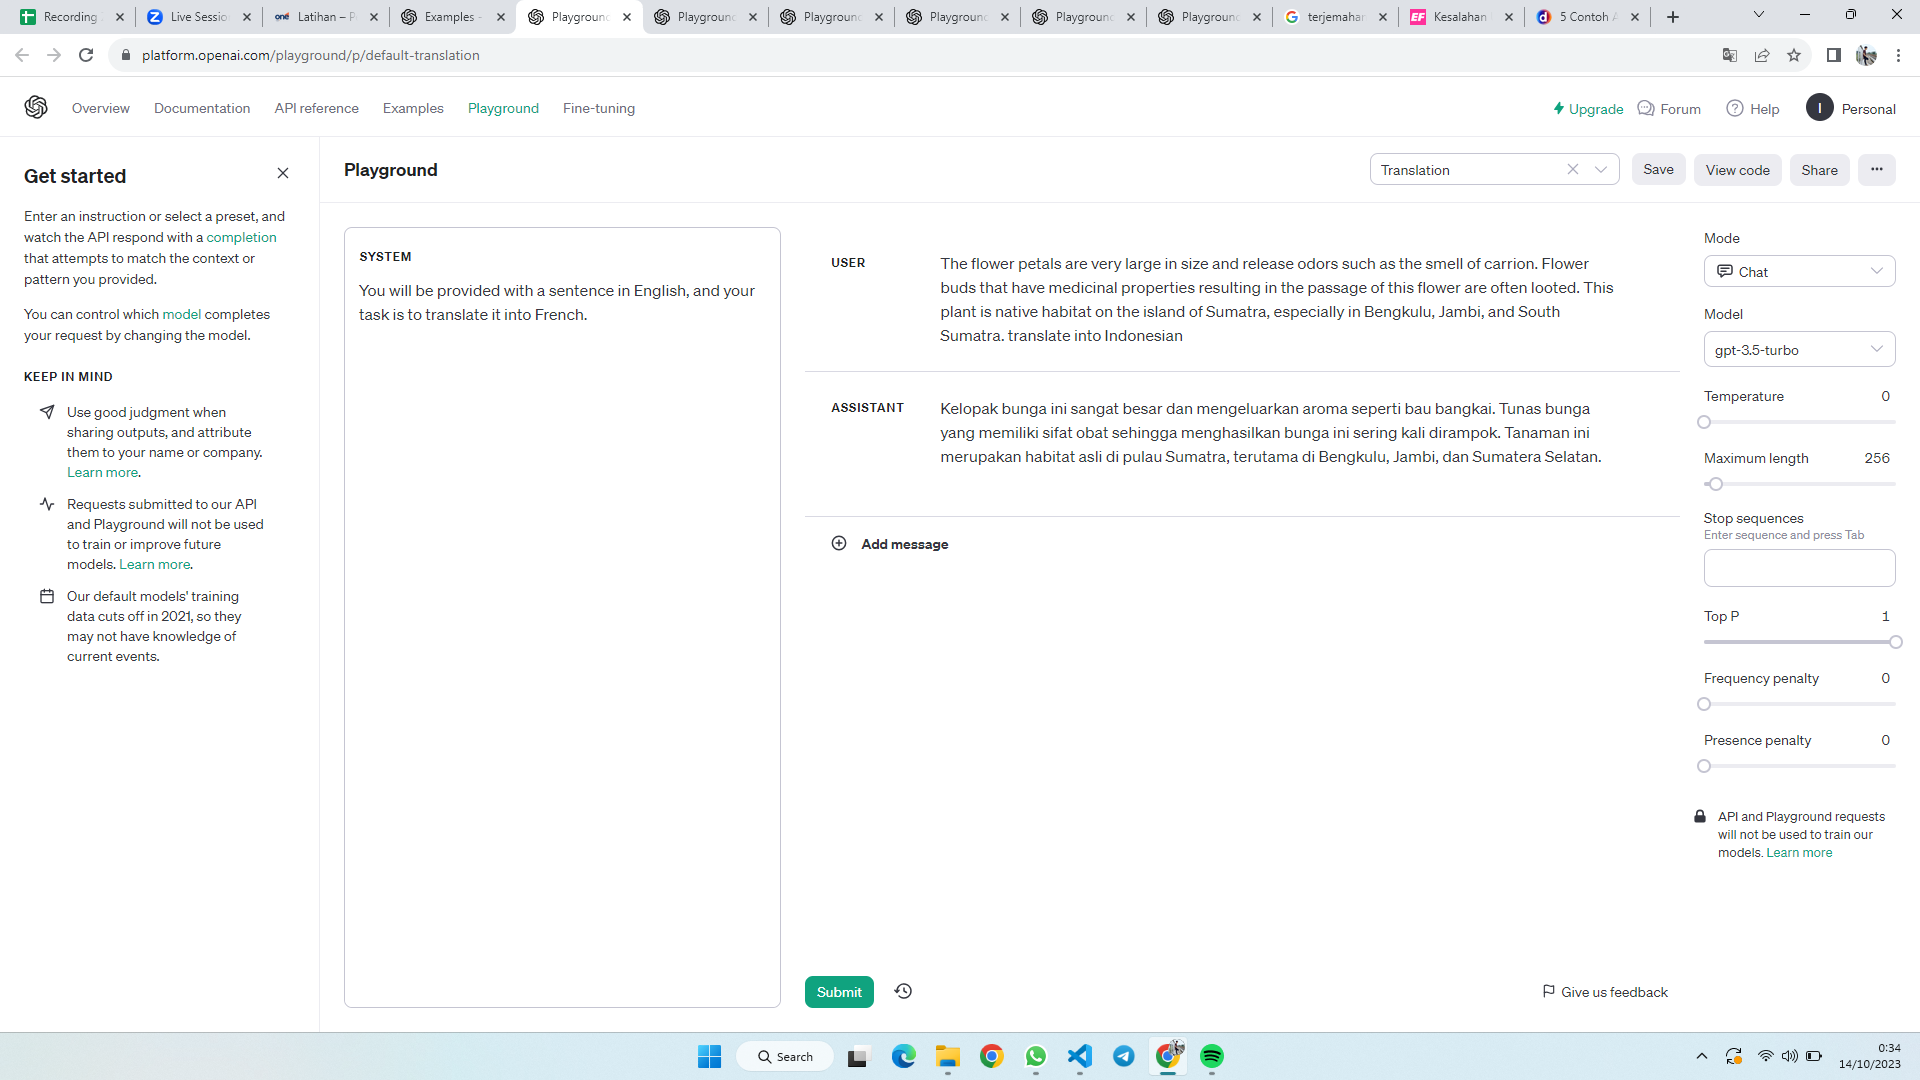 Recording
Live Sessio
Latihan – P
Examples -
Playground
Playground
Playground
Playground
Playground
Playground
terjemahan
Kesalahan
5 Contoh
platform.openai.com/playground/p/default-translation
Overview
Documentation
API reference
Examples
Playground
Fine-tuning
Upgrade
Forum
Help
I
Personal
Get started
Enter an instruction or select a preset, and
watch the API respond with a completion
that attempts to match the context or
pattern you provided.
You can control which model completes
your request by changing the model.
KEEP IN MIND
Use good judgment when
sharing outputs, and attribute
them to your name or company.
Learn more.
Requests submitted to our API
and Playground will not be used
to train or improve future
models. Learn more.
Our default models' training
data cuts off in 2021, so they
may not have knowledge of
current events.
Playground
Translation
Save
View code
Share
SYSTEM
You will be provided with a sentence in English, and your
task is to translate it into French.
USER
The flower petals are very large in size and release odors such as the smell of carrion. Flower
buds that have medicinal properties resulting in the passage of this flower are often looted. This
plant is native habitat on the island of Sumatra, especially in Bengkulu, Jambi, and South
Sumatra. translate into Indonesian
ASSISTANT
Kelopak bunga ini sangat besar dan mengeluarkan aroma seperti bau bangkai. Tunas bunga
yang memiliki sifat obat sehingga menghasilkan bunga ini sering kali dirampok. Tanaman ini
merupakan habitat asli di pulau Sumatra, terutama di Bengkulu, Jambi, dan Sumatera Selatan.
Add message
Submit
Give us feedback
Mode
Chat
Model
gpt-3.5-turbo
Temperature 0
Maximum length 256
Stop sequences
Enter sequence and press Tab
Top P 1
Frequency penalty 0
Presence penalty 0
API and Playground requests
will not be used to train our
models. Learn more
Search
0:34
14/10/2023